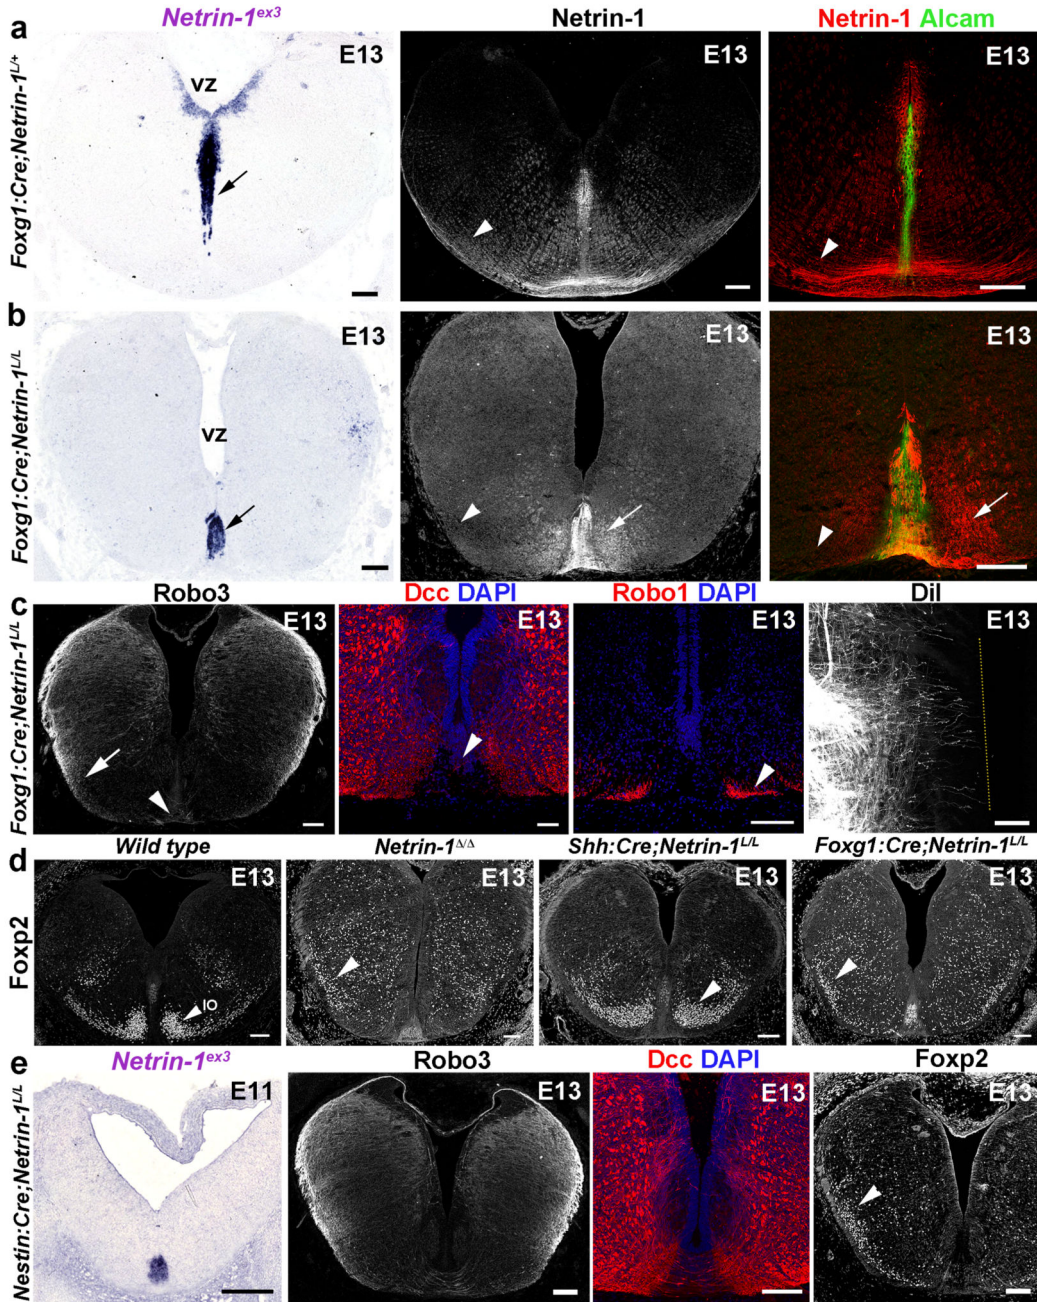 a
Netrin-1ex3
Netrin-1
Netrin-1 Alcam
Foxg1:Cre;Netrin-1L/+
E13
VZ
E13
E13
b
Foxg1:Cre;Netrin-1L/L
E13
VZ
E13
E13
c
Robo3
Dcc DAPI
Robo1 DAPI
DiI
Foxg1:Cre;Netrin-1L/L
E13
E13
E13
E13
d
Wild type
Netrin-1Δ/Δ
Shh:Cre;Netrin-1L/L
Foxg1:Cre;Netrin-1L/L
Foxp2
E13
IO
E13
E13
E13
e
Netrin-1ex3
Robo3
Dcc DAPI
Foxp2
Nestin:Cre;Netrin-1L/L
E11
E13
E13
E13